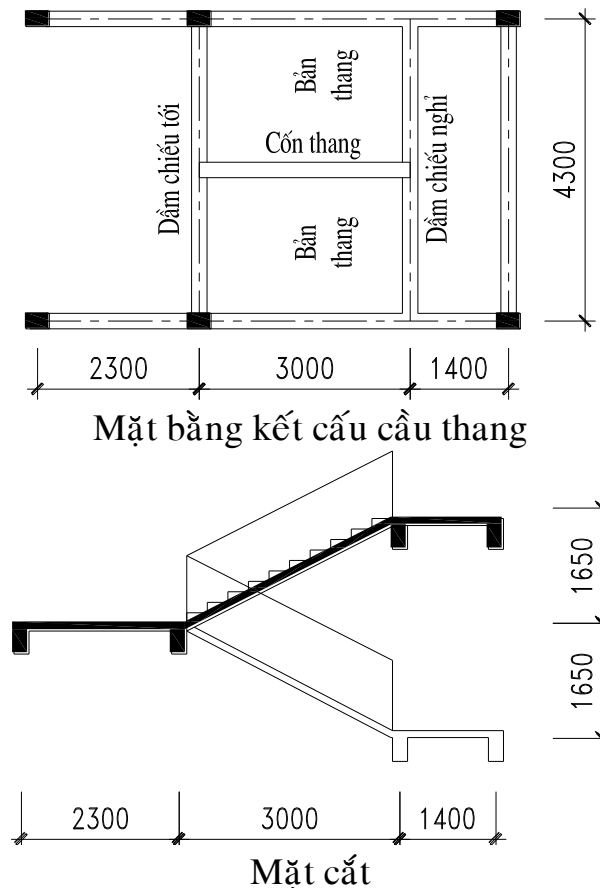 Bản
thang
Dầm chiếu tới
Cốn thang
Dầm chiếu nghỉ
Bản
thang
4300
2300
3000
1400
Mặt bằng kết cấu cầu thang
1650
1650
2300
3000
1400
Mặt cắt